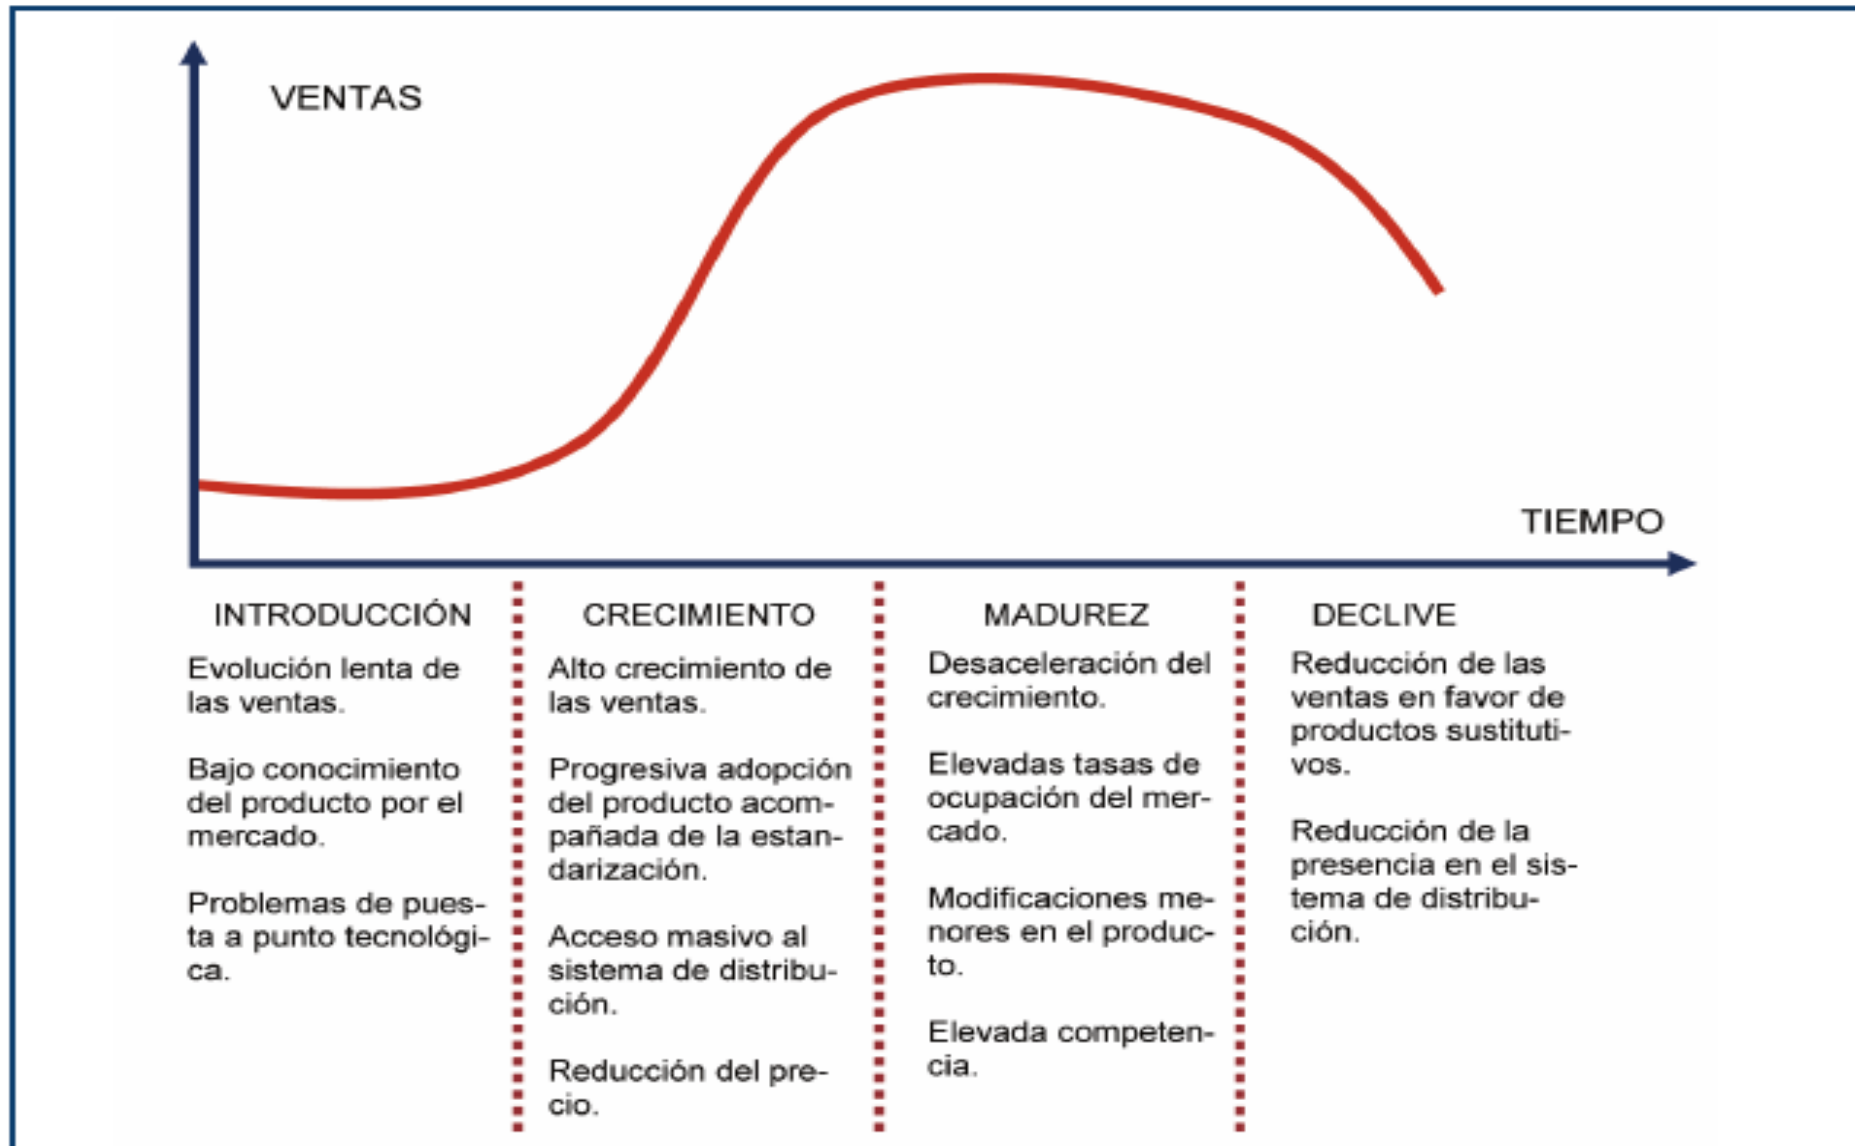 VENTAS
TIEMPO
INTRODUCCIÓN
Evolución lenta de
las ventas.
Bajo conocimiento
del producto por el
mercado.
Problemas de pues-
ta a punto tecnológi-
ca.
CRECIMIENTO
Alto crecimiento de
las ventas.
Progresiva adopción
del producto acom-
pañada de la estan-
darización.
Acceso masivo al
sistema de distribu-
ción.
Reducción del pre-
cio.
MADUREZ
Desaceleración del
crecimiento.
Elevadas tasas de
ocupación del mer-
cado.
Modificaciones me-
nores en el produc-
to.
Elevada competen-
cia.
DECLIVE
Reducción de las
ventas en favor de
productos sustituti-
vos.
Reducción de la
presencia en el sis-
tema de distribu-
ción.